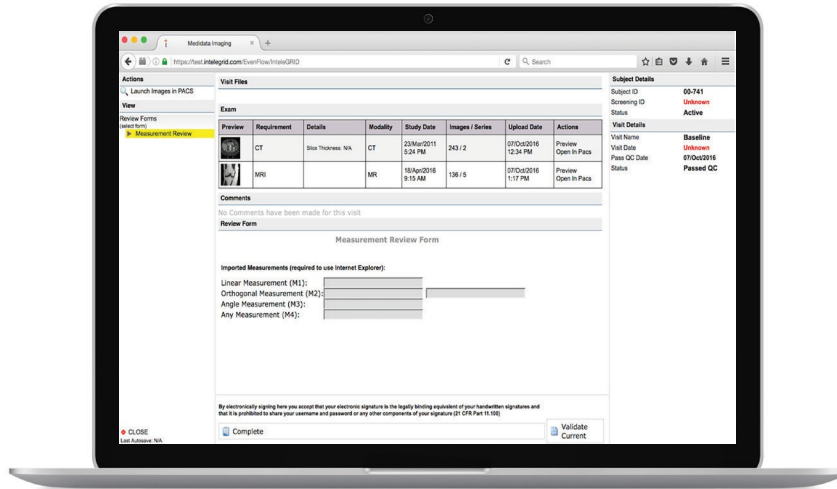 Medidata Imaging
https://test.intelegrid.com/EvenFlow/InteleGRID
Search
Actions
Launch Images in PACS
View
Review Forms
(select form)
Measurement Review
Visit Files
Exam
Preview Requirement Details Modality Study Date Images / Series Upload Date Actions
CT Slice Thickness: N/A CT 23/Mar/2011 5:24 PM 243 / 2 07/Oct/2016 12:34 PM Preview Open In Pacs
MRI MR 18/Apr/2016 9:15 AM 136 / 5 07/Oct/2016 1:17 PM Preview Open In Pacs
Comments
No Comments have been made for this visit
Review Form
Measurement Review Form
Imported Measurements (required to use Internet Explorer):
Linear Measurement (M1):
Orthogonal Measurement (M2):
Angle Measurement (M3):
Any Measurement (M4):
By electronically signing here you accept that your electronic signature is the legally binding equivalent of your handwritten signatures and
that it is prohibited to share your username and password or any other components of your signature (21 CFR Part 11.100)
Complete
Validate
Current
CLOSE
Last Autosave: N/A
Subject Details
Subject ID 00-741
Screening ID Unknown
Status Active
Visit Details
Visit Name Baseline
Visit Date Unknown
Pass QC Date 07/Oct/2016
Status Passed QC